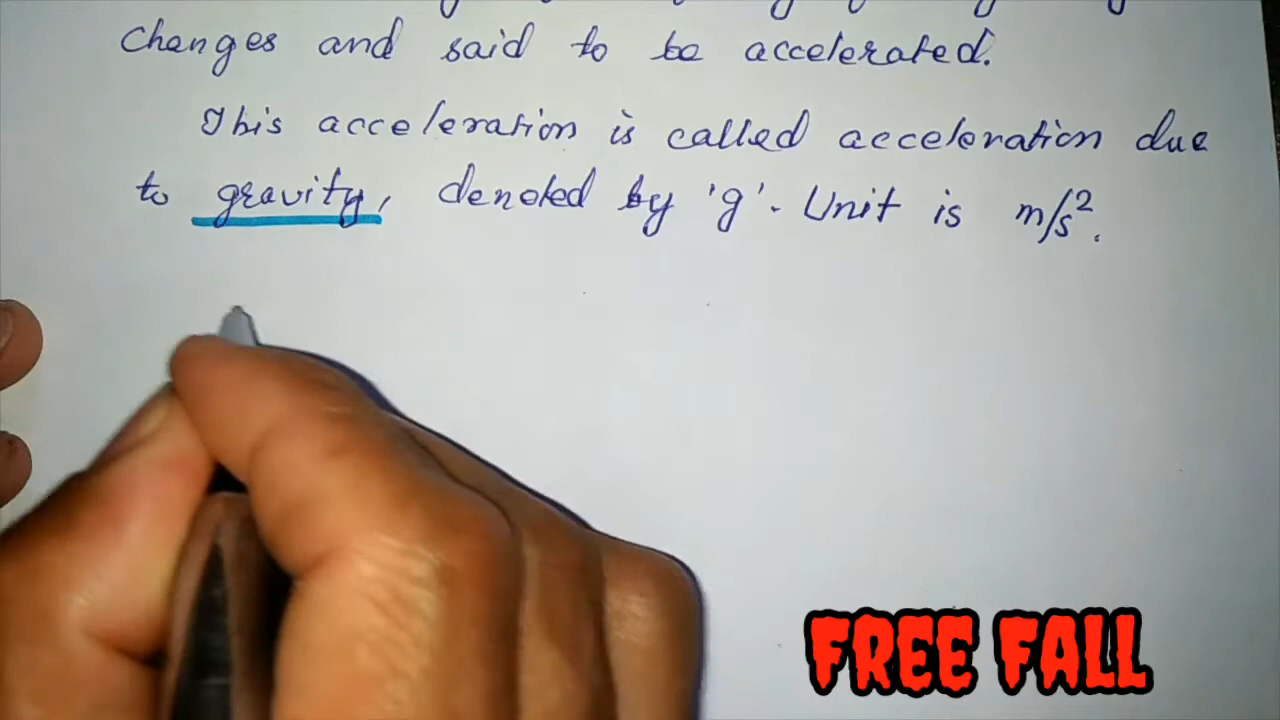 changes and said to be accelerated.
This acceleration is called acceleration due
to gravity, denoted by 'g'. Unit is m/s².
FREE FALL